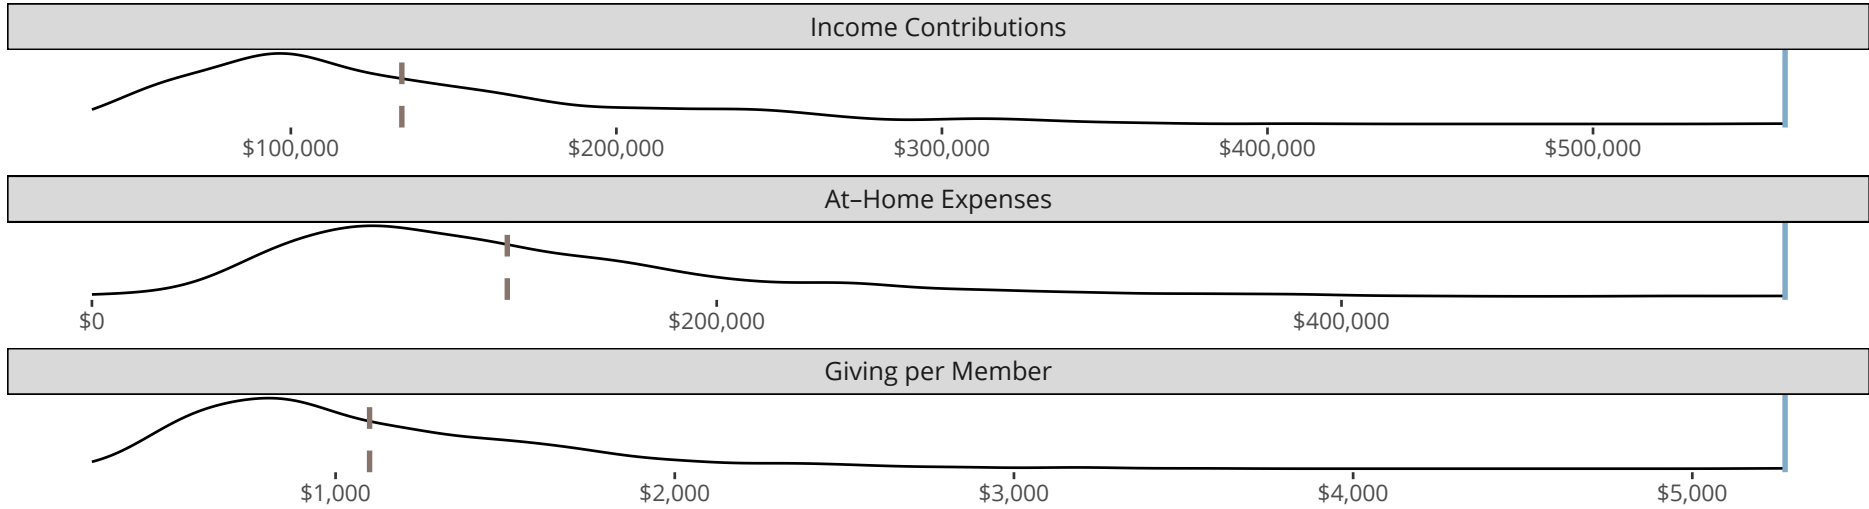 Income Contributions
$100,000 $200,000 $300,000 $400,000 $500,000
At–Home Expenses
$0 $200,000 $400,000
Giving per Member
$1,000 $2,000 $3,000 $4,000 $5,000